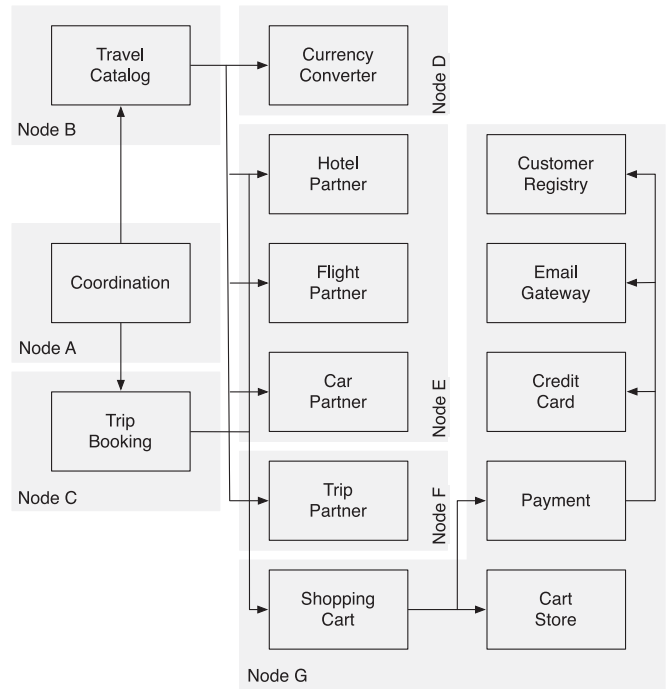 Travel
Catalog
Node B
Currency
Converter
Node D
Hotel
Partner
Customer
Registry
Coordination
Node A
Flight
Partner
Email
Gateway
Car
Partner
Node E
Credit
Card
Trip
Booking
Node C
Trip
Partner
Node F
Payment
Shopping
Cart
Cart
Store
Node G